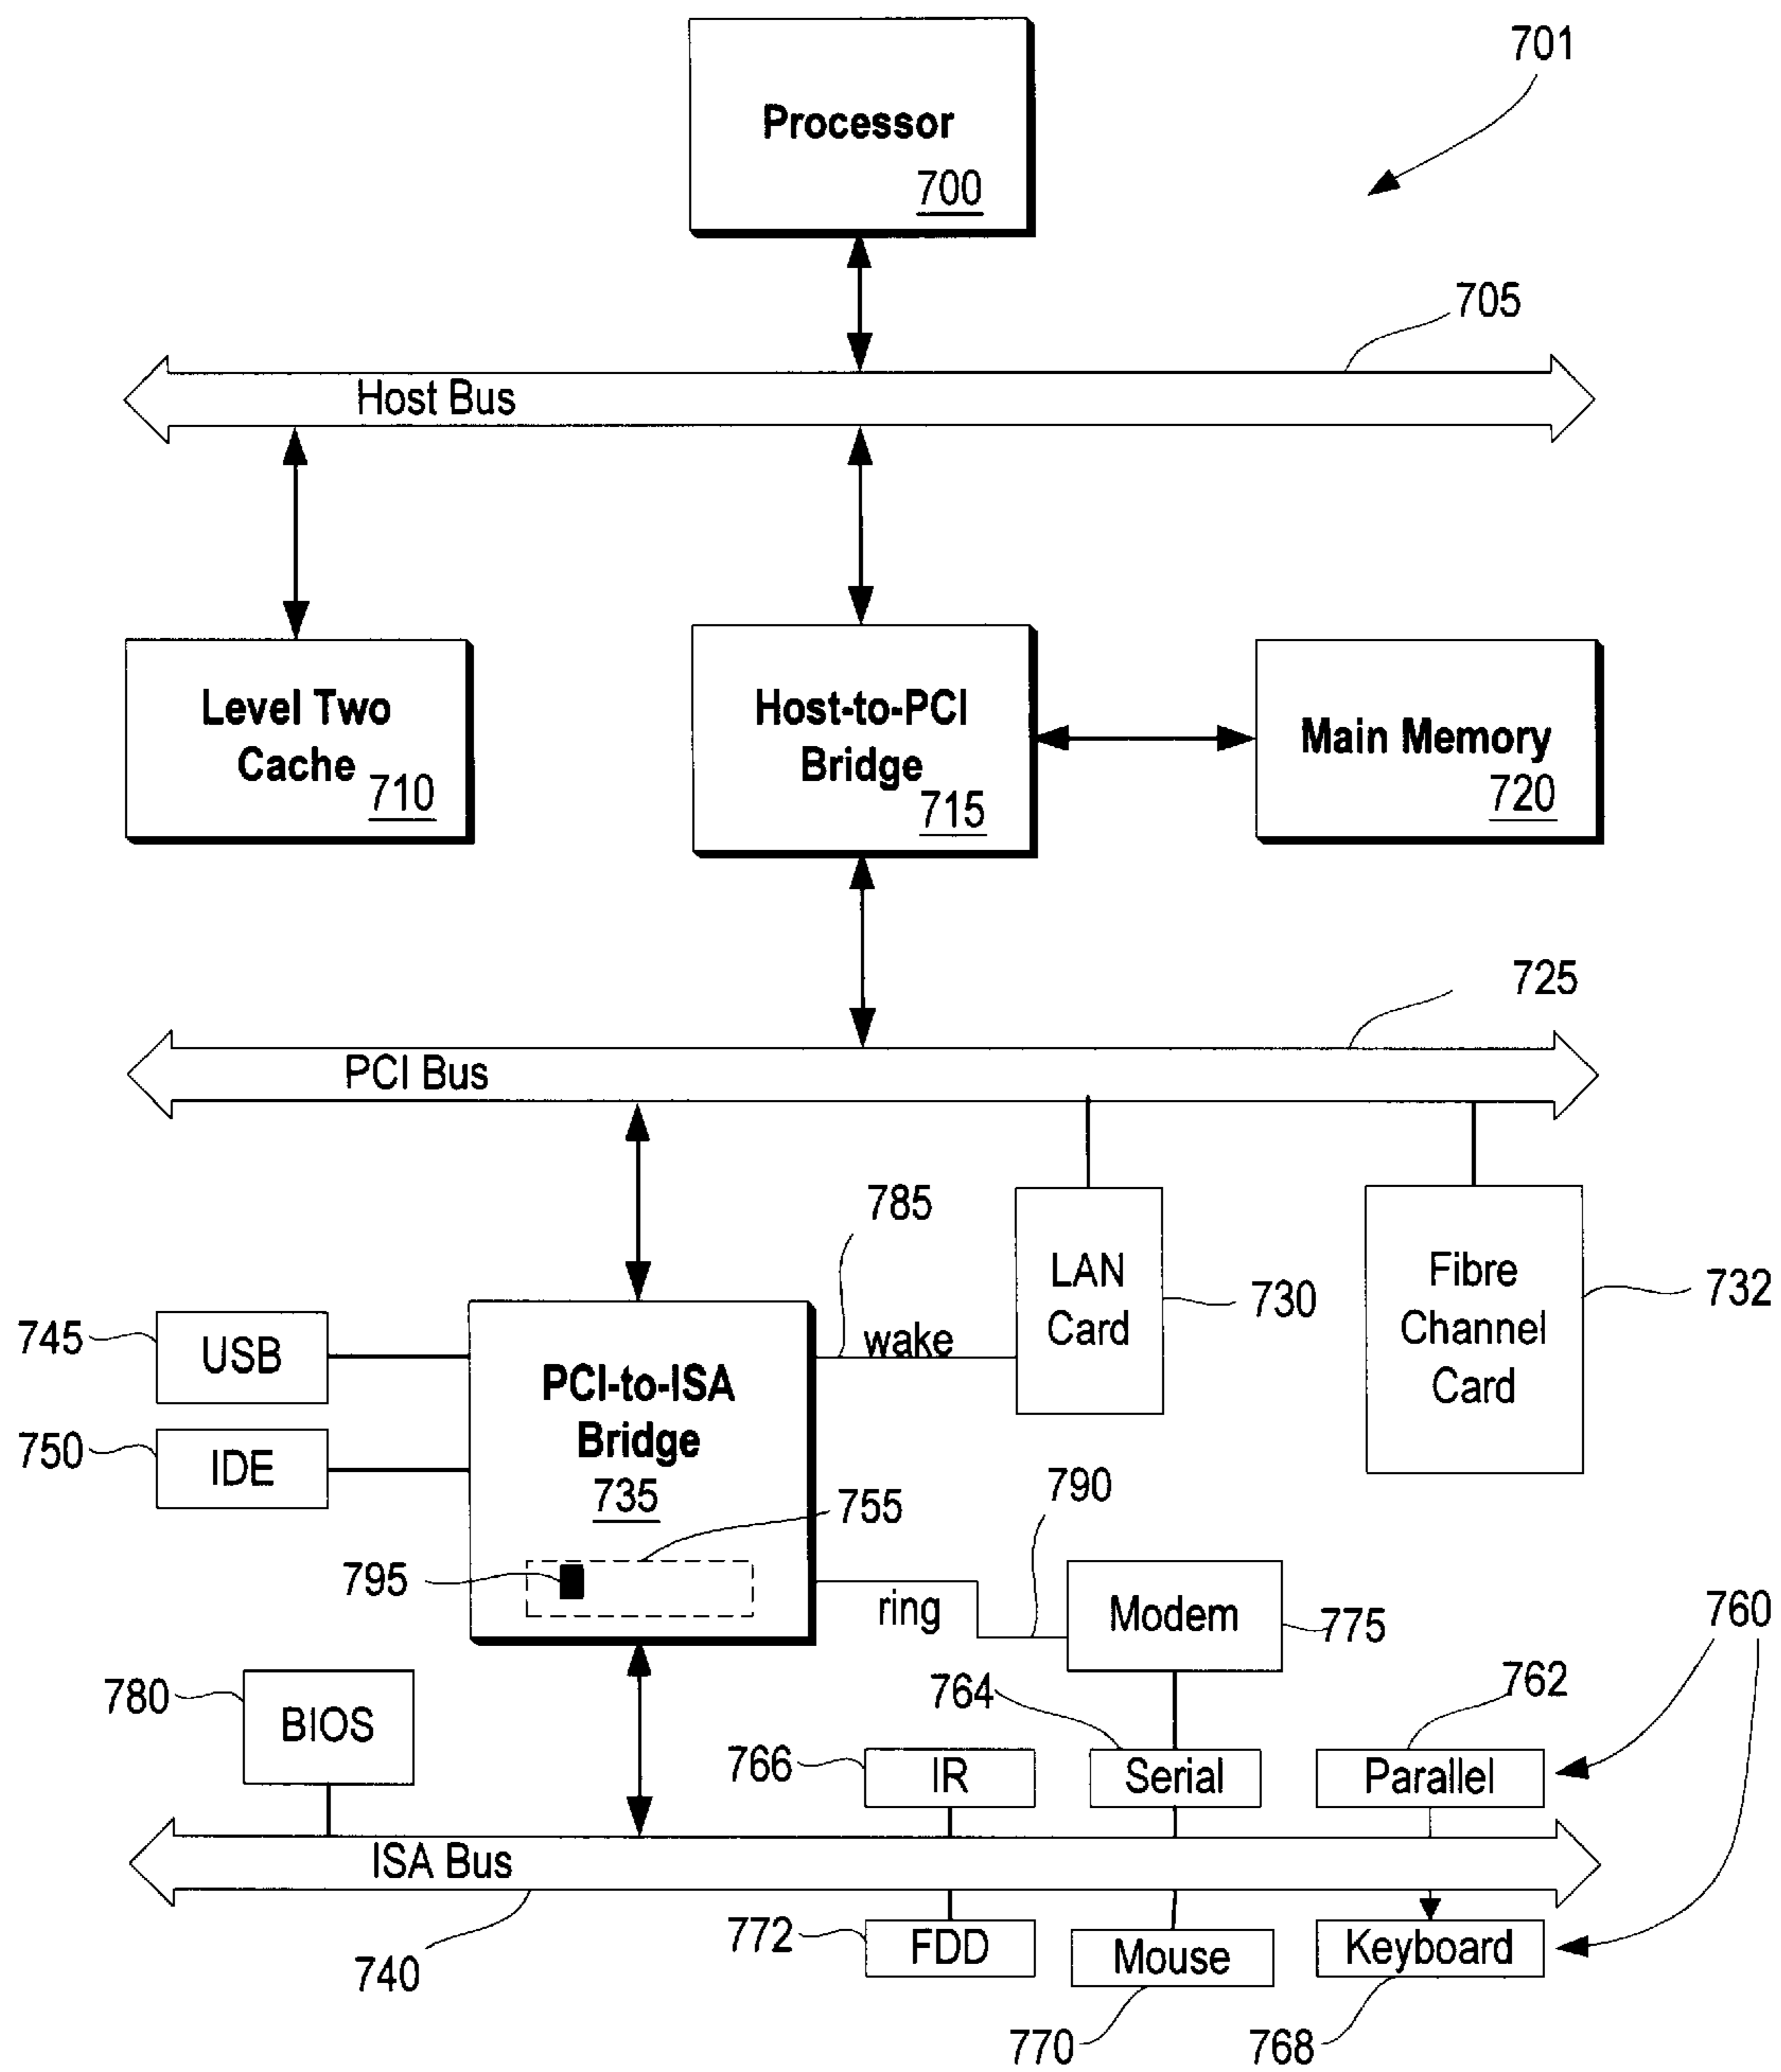 701
Processor
700
705
Host Bus
Level Two
Cache
710
Host-to-PCI
Bridge
715
Main Memory
720
725
PCI Bus
785
LAN
Card
730
Fibre
Channel
Card
732
745
USB
wake
PCI-to-ISA
Bridge
735
750
IDE
755
790
795
ring
Modem
775
760
780
BIOS
764
762
766
IR
Serial
Parallel
ISA Bus
740
772
FDD
Mouse
Keyboard
770
768